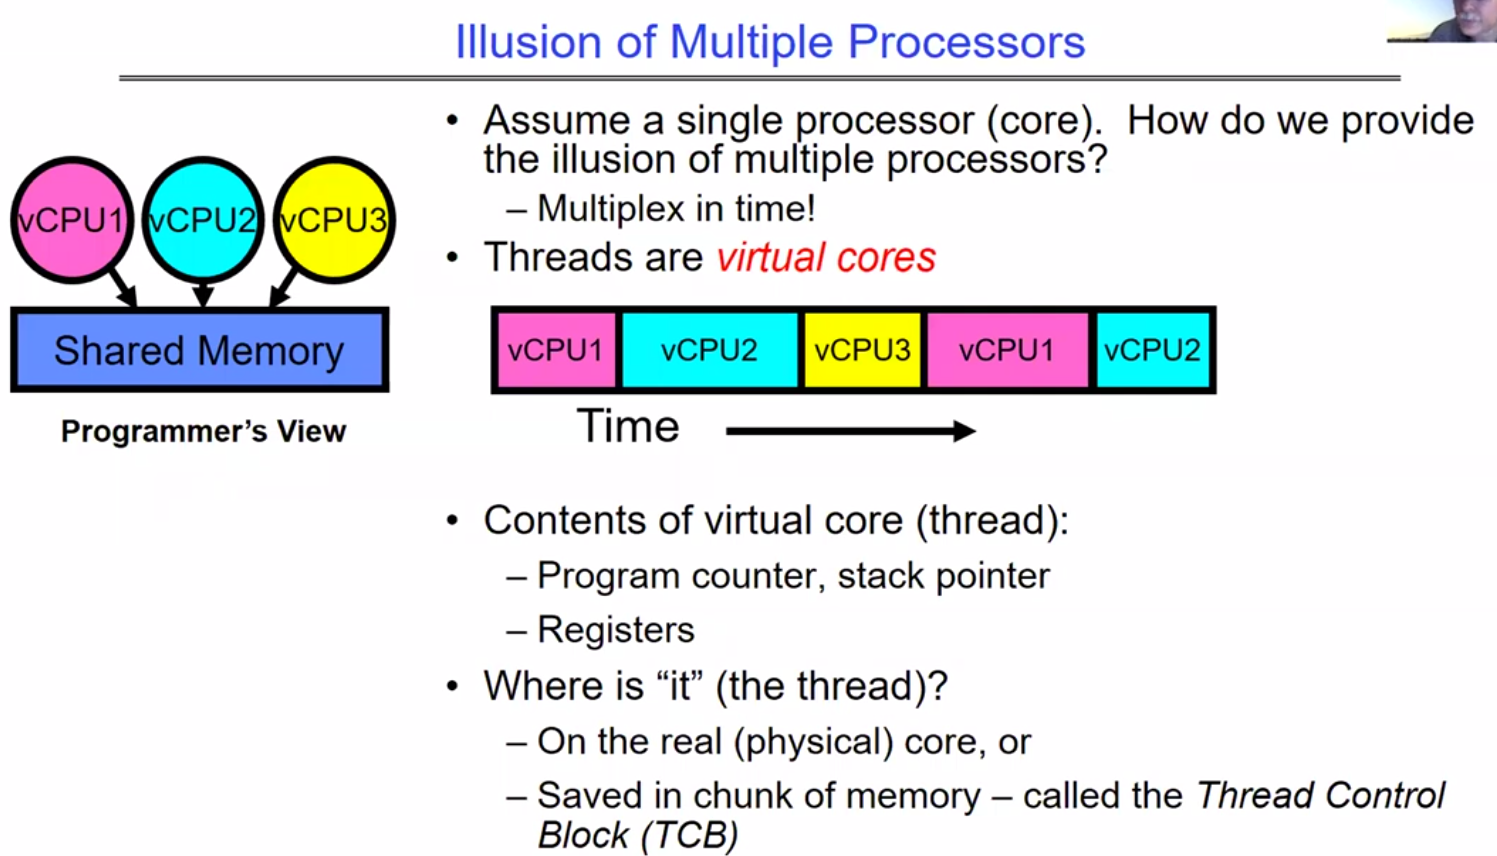 Illusion of Multiple Processors
vCPU1 vCPU2 vCPU3
Shared Memory
Programmer’s View
• Assume a single processor (core). How do we provide
the illusion of multiple processors?
– Multiplex in time!
• Threads are virtual cores
vCPU1 vCPU2 vCPU3 vCPU1 vCPU2
Time
• Contents of virtual core (thread):
– Program counter, stack pointer
– Registers
• Where is “it” (the thread)?
– On the real (physical) core, or
– Saved in chunk of memory – called the Thread Control
Block (TCB)